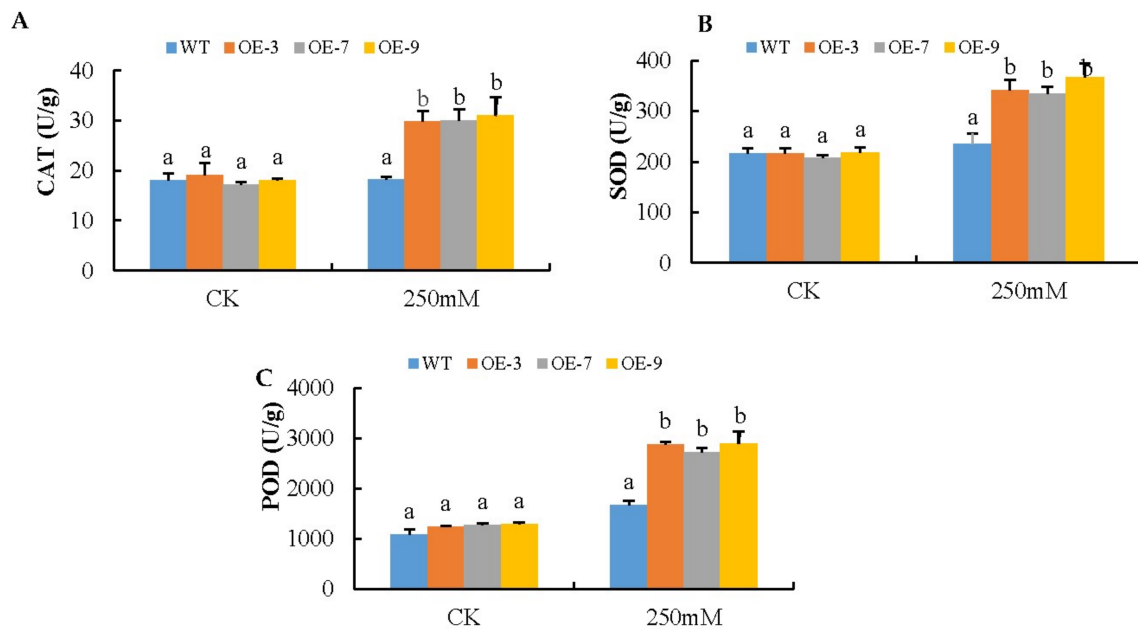 A
WT OE-3 OE-7 OE-9
CAT (U/g)
40
30
20
10
0
a a a a
a b b b
CK 250mM
B
WT OE-3 OE-7 OE-9
SOD (U/g)
400
300
200
100
0
a a a a
a b b b
CK 250mM
C
WT OE-3 OE-7 OE-9
POD (U/g)
4000
3000
2000
1000
0
a a a a
a b b b
CK 250mM